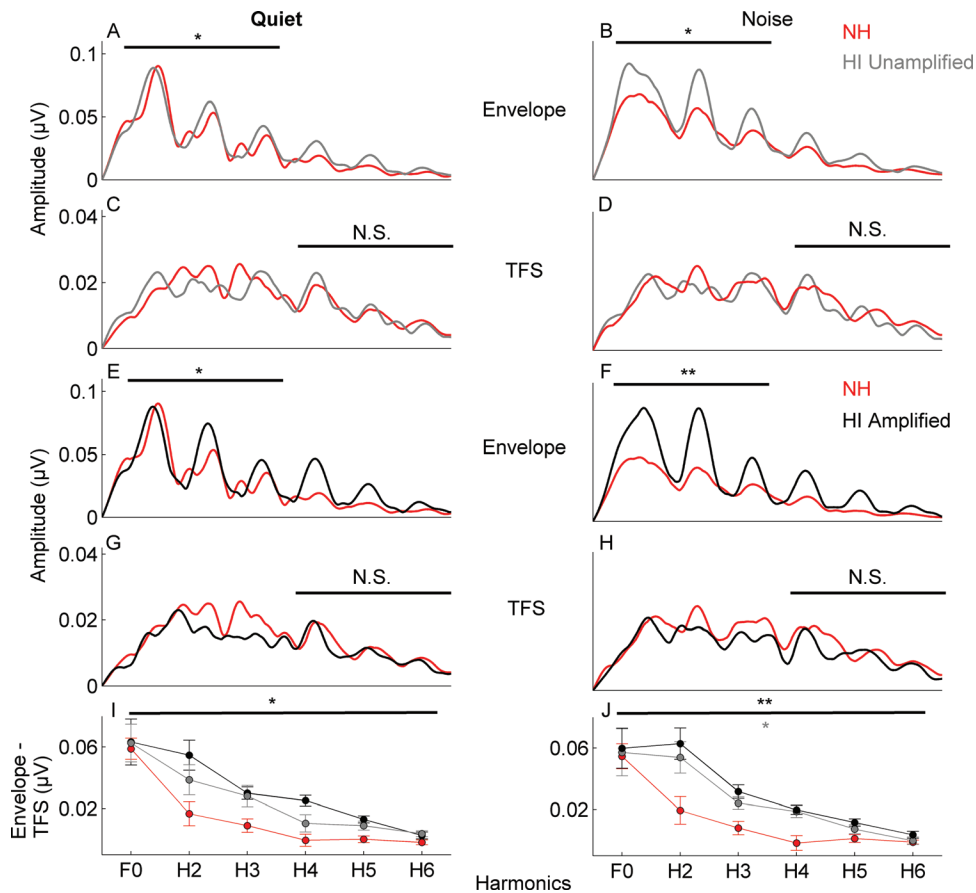 Quiet
Noise
A
*
B
*
NH
HI Unamplified
0.1
0.05
0
Amplitude (µV)
Envelope
C
N.S.
D
N.S.
0.04
0.02
0
TFS
E
*
F
**
NH
HI Amplified
0.1
0.05
0
Amplitude (µV)
Envelope
G
N.S.
H
N.S.
0.04
0.02
0
TFS
I
*
J
**
*
0.06
0.02
Envelope -
TFS (µV)
0.06
0.02
F0 H2 H3 H4 H5 H6
F0 H2 H3 H4 H5 H6
Harmonics